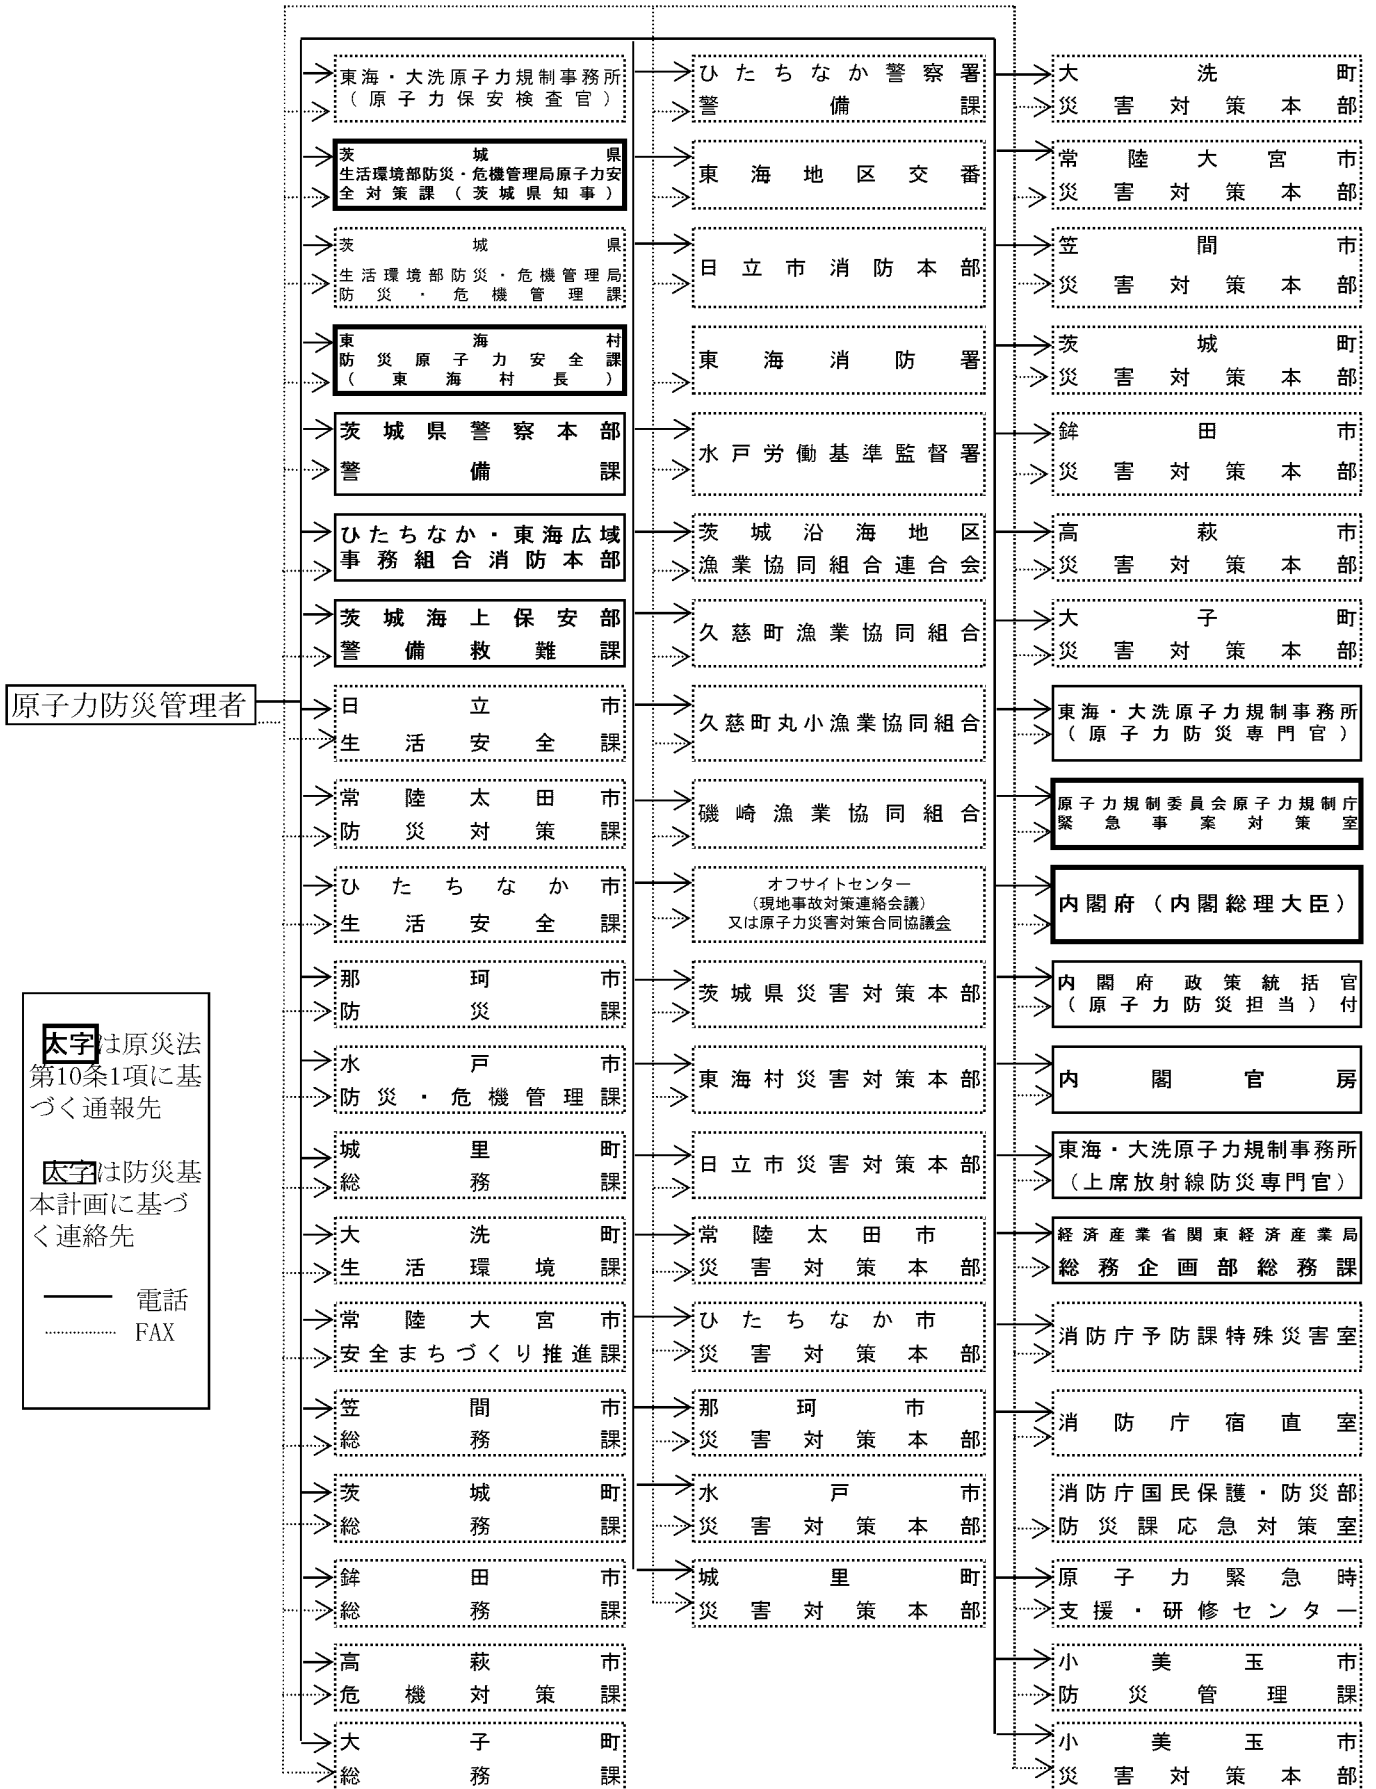 原子力防災管理者
太字は原災法
第10条1項に基
づく通報先
太字は防災基
本計画に基づ
く連絡先
電話
FAX
東海・大洗原子力規制事務所
（原子力保安検査官）
茨城県
生活環境部防災・危機管理局原子力安
全対策課（茨城県知事）
茨城県
生活環境部防災・危機管理局
防災・危機管理課
東海村
防災原子力安全課
（東海村長）
茨城県警察本部
警備課
ひたちなか・東海広域
事務組合消防本部
茨城海上保安部
警備救難課
日立市
生活安全課
常陸太田市
防災対策課
ひたちなか市
生活安全課
那珂市
防災課
水戸市
防災・危機管理課
城里町
総務課
大洗町
生活環境課
常陸大宮市
安全まちづくり推進課
笠間市
総務課
茨城町
総務課
鉾田市
総務課
高萩市
危機対策課
大子町
総務課
ひたちなか警察署
警備課
東海地区交番
日立市消防本部
東海消防署
水戸労働基準監督署
茨城沿海地区
漁業協同組合連合会
久慈町漁業協同組合
久慈町丸小漁業協同組合
磯崎漁業協同組合
オフサイトセンター
（現地事故対策連絡会議）
又は原子力災害対策合同協議会
茨城県災害対策本部
東海村災害対策本部
日立市災害対策本部
常陸太田市
災害対策本部
ひたちなか市
災害対策本部
那珂市
災害対策本部
水戸市
災害対策本部
城里町
災害対策本部
大洗町
災害対策本部
常陸大宮市
災害対策本部
笠間市
災害対策本部
茨城町
災害対策本部
鉾田市
災害対策本部
高萩市
災害対策本部
大子町
災害対策本部
東海・大洗原子力規制事務所
（原子力防災専門官）
原子力規制委員会原子力規制庁
緊急事案対策室
内閣府（内閣総理大臣）
内閣府政策統括官
（原子力防災担当）付
内閣官房
東海・大洗原子力規制事務所
（上席放射線防災専門官）
経済産業省関東経済産業局
総務企画部総務課
消防庁予防課特殊災害室
消防庁宿直室
消防庁国民保護・防災部
防災課応急対策室
原子力緊急時
支援・研修センター
小美玉市
防災管理課
小美玉市
災害対策本部